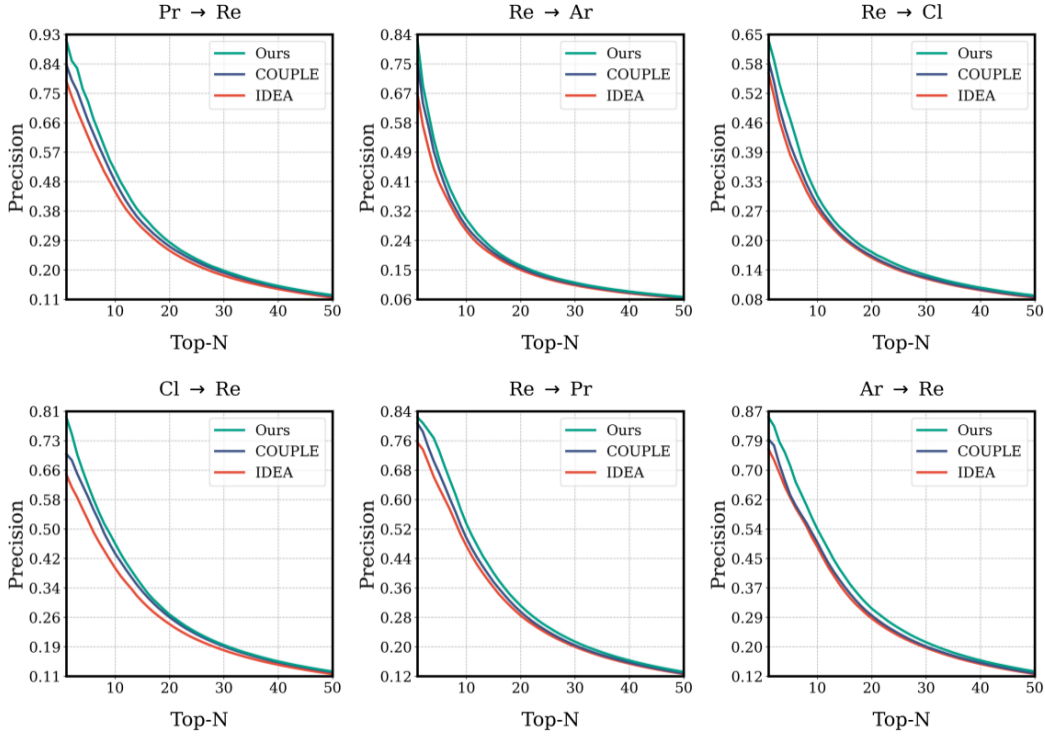 Pr → Re
Re → Ar
Re → Cl
Precision
0.93
0.84
0.75
0.66
0.57
0.48
0.38
0.29
0.20
0.11
Ours
COUPLE
IDEA
10 20 30 40 50
Top-N
Precision
0.84
0.75
0.67
0.58
0.49
0.41
0.32
0.24
0.15
0.06
Ours
COUPLE
IDEA
10 20 30 40 50
Top-N
Precision
0.65
0.58
0.52
0.46
0.39
0.33
0.27
0.20
0.14
0.08
Ours
COUPLE
IDEA
10 20 30 40 50
Top-N
Cl → Re
Re → Pr
Ar → Re
Precision
0.81
0.73
0.66
0.58
0.50
0.42
0.34
0.26
0.19
0.11
Ours
COUPLE
IDEA
10 20 30 40 50
Top-N
Precision
0.84
0.76
0.68
0.60
0.52
0.44
0.36
0.28
0.20
0.12
Ours
COUPLE
IDEA
10 20 30 40 50
Top-N
Precision
0.87
0.79
0.70
0.62
0.54
0.45
0.37
0.29
0.20
0.12
Ours
COUPLE
IDEA
10 20 30 40 50
Top-N